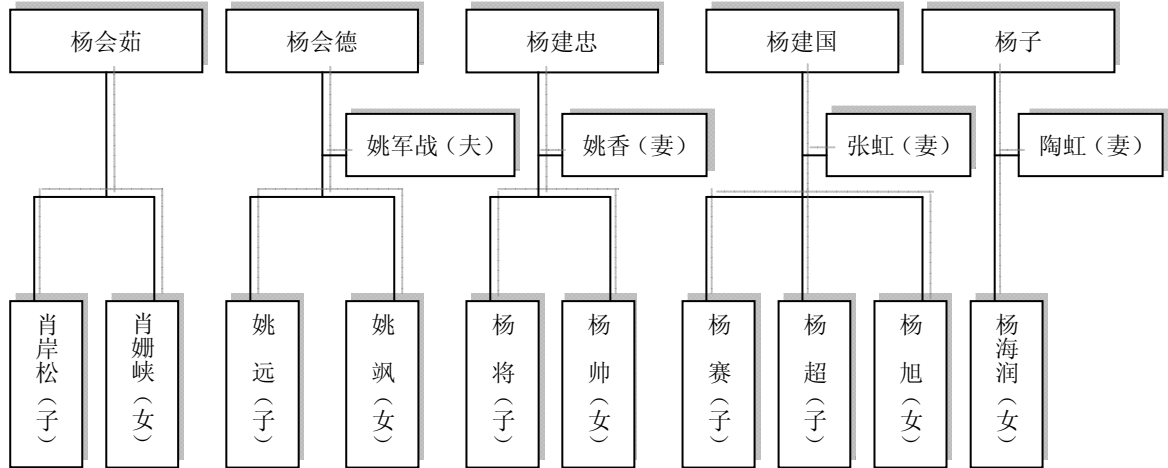 杨会茹
杨会德
杨建忠
杨建国
杨子
姚军战（夫）
姚香（妻）
张虹（妻）
陶虹（妻）
肖岸松（子）
肖姗峡（女）
姚远（子）
姚飒（女）
杨将（子）
杨帅（女）
杨赛（子）
杨超（子）
杨旭（女）
杨海润（女）